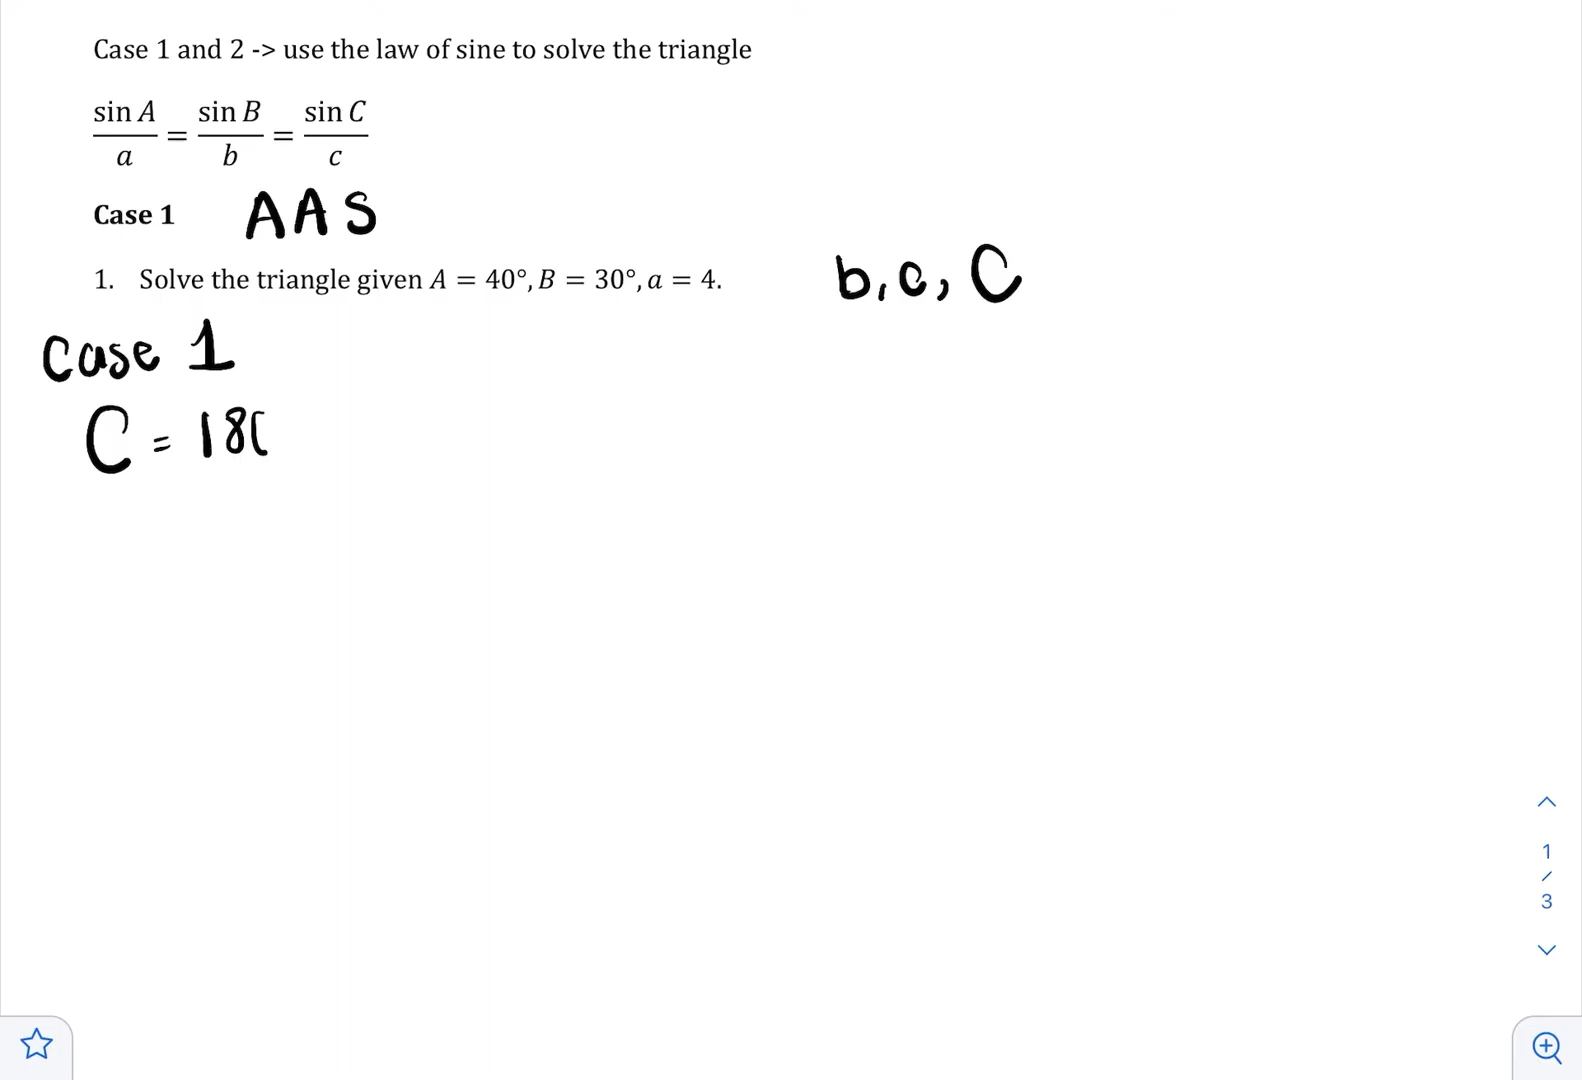 Case 1 and 2 -> use the law of sine to solve the triangle
sin A / a = sin B / b = sin C / c
Case 1 AAS
1. Solve the triangle given A = 40°, B = 30°, a = 4. b, c, C
Case 1
C = 18
1
/
3